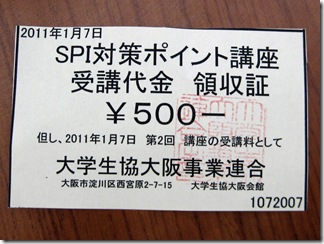 2011年1月7日
SPI対策ポイント講座
受講代金 領収証
￥500－
但し、2011年1月7日 第2回 講座の受講料として
大学生協大阪事業連合
大阪市淀川区西宮原2-7-15 大学生協大阪会館
1072007